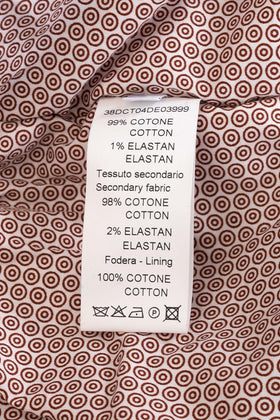 38DCT04DE03999
99% COTONE
COTTON
1% ELASTAN
ELASTAN
Tessuto secondario
Secondary fabric
98% COTONE
COTTON
2% ELASTAN
ELASTAN
Fodera - Lining
100% COTONE
COTTON